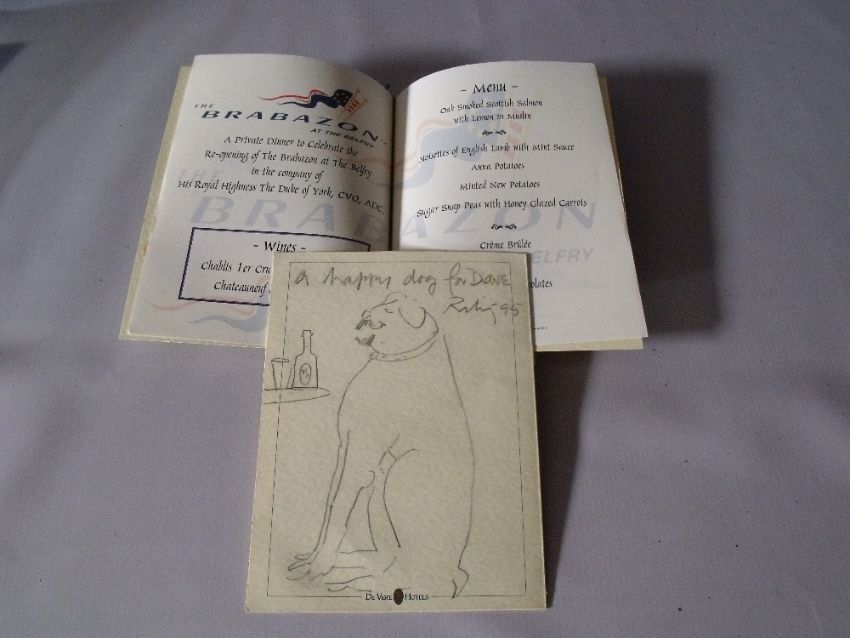 THE
BRABAZON
AT THE BELFRY
A Private Dinner to Celebrate the
Re-opening of The Brabazon at The Belfry
in the company of
His Royal Highness The Duke of York, CVO, ADC.
- Wines -
Chablis 1er Cru
Chateauneuf
- Menu -
Oak Smoked Scottish Salmon
with Lemon in Muslin
Noisettes of English Lamb with Mint Sauce
Anna Potatoes
Minted New Potatoes
Sugar Snap Peas with Honey Glazed Carrots
Crème Brûlée
THE
BRABAZON
BELFRY
a happy dog for Dave
95
De Vere Hotels